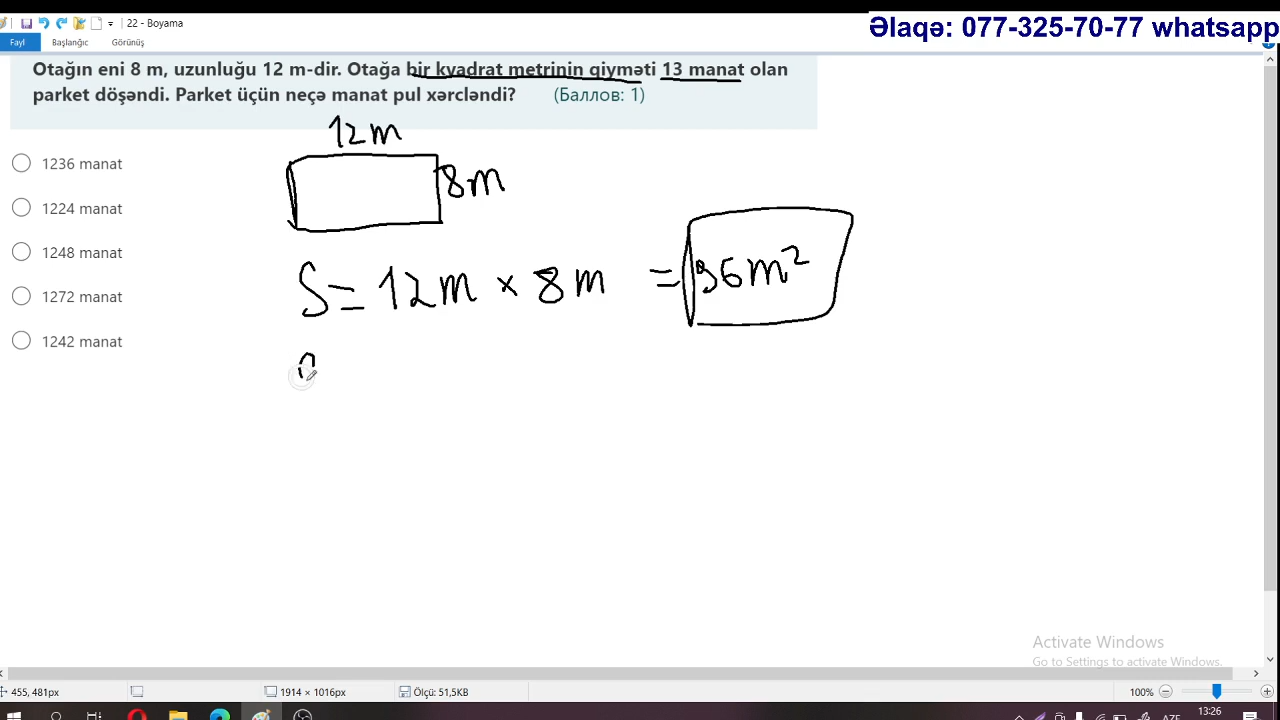 22 - Boyama
Əlaqə: 077-325-70-77 whatsapp
Fayl Başlanğıc Görünüş
Otağın eni 8 m, uzunluğu 12 m-dir. Otağa bir kvadrat metrinin qiyməti 13 manat olan
parket döşəndi. Parket üçün neçə manat pul xərcləndi? (Баллов: 1)
12m
8m
1236 manat
1224 manat
1248 manat
1272 manat
1242 manat
S = 12m × 8m = 96m²
Activate Windows
Go to Settings to activate Windows.
455, 481px 1914 × 1016px Ölçü: 51,5KB 100%
AZE 13:26